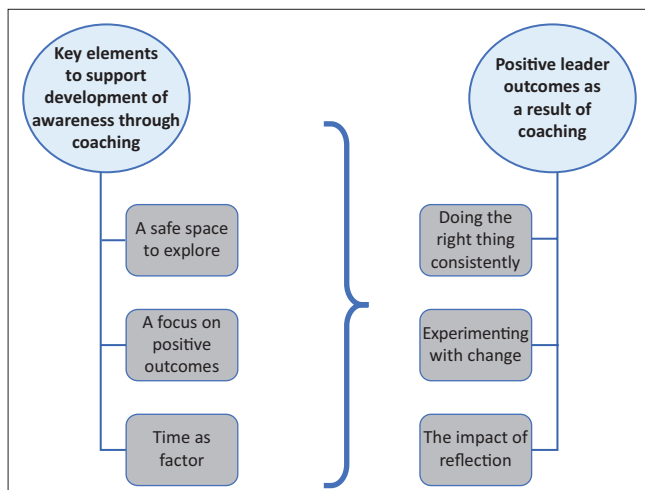 Key elements
to support
development of
awareness through
coaching
A safe space
to explore
A focus on
positive
outcomes
Time as
factor
Positive leader
outcomes as
a result of
coaching
Doing the
right thing
consistently
Experimenting
with change
The impact of
reflection